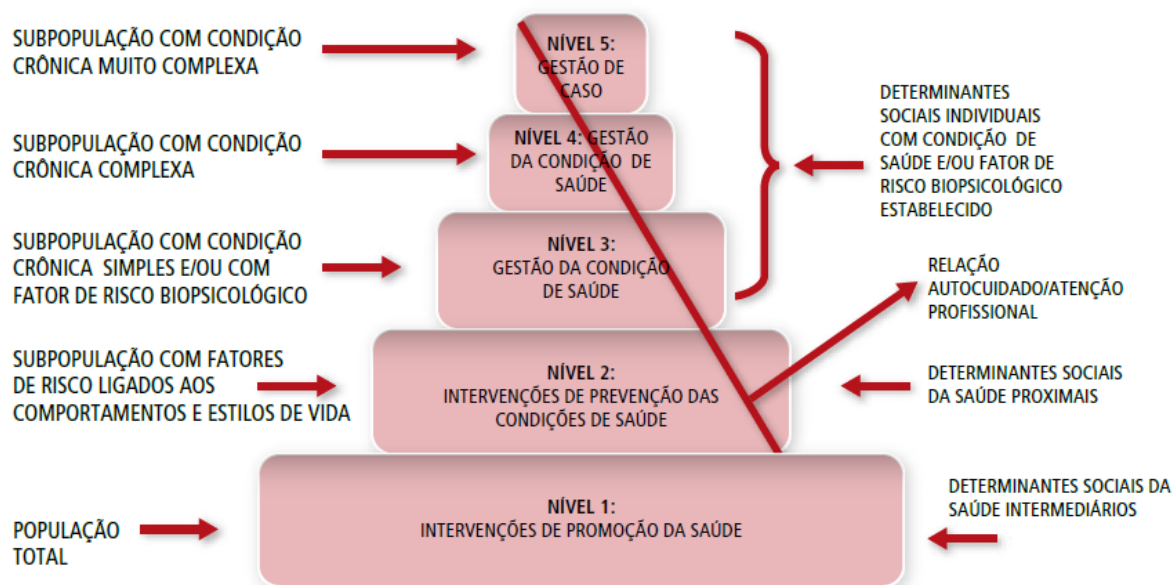 SUBPOPULAÇÃO COM CONDIÇÃO
CRÔNICA MUITO COMPLEXA
SUBPOPULAÇÃO COM CONDIÇÃO
CRÔNICA COMPLEXA
SUBPOPULAÇÃO COM CONDIÇÃO
CRÔNICA SIMPLES E/OU COM
FATOR DE RISCO BIOPSICOLÓGICO
SUBPOPULAÇÃO COM FATORES
DE RISCO LIGADOS AOS
COMPORTAMENTOS E ESTILOS DE VIDA
POPULAÇÃO
TOTAL
NÍVEL 5:
GESTÃO DE
CASO
NÍVEL 4: GESTÃO
DA CONDIÇÃO DE
SAÚDE
NÍVEL 3:
GESTÃO DA CONDIÇÃO
DE SAÚDE
NÍVEL 2:
INTERVENÇÕES DE PREVENÇÃO DAS
CONDIÇÕES DE SAÚDE
NÍVEL 1:
INTERVENÇÕES DE PROMOÇÃO DA SAÚDE
DETERMINANTES
SOCIAIS INDIVIDUAIS
COM CONDIÇÃO DE
SAÚDE E/OU FATOR DE
RISCO BIOPSICOLÓGICO
ESTABELECIDO
RELAÇÃO
AUTOCUIDADO/ATENÇÃO
PROFISSIONAL
DETERMINANTES SOCIAIS
DA SAÚDE PROXIMAIS
DETERMINANTES SOCIAIS DA
SAÚDE INTERMEDIÁRIOS